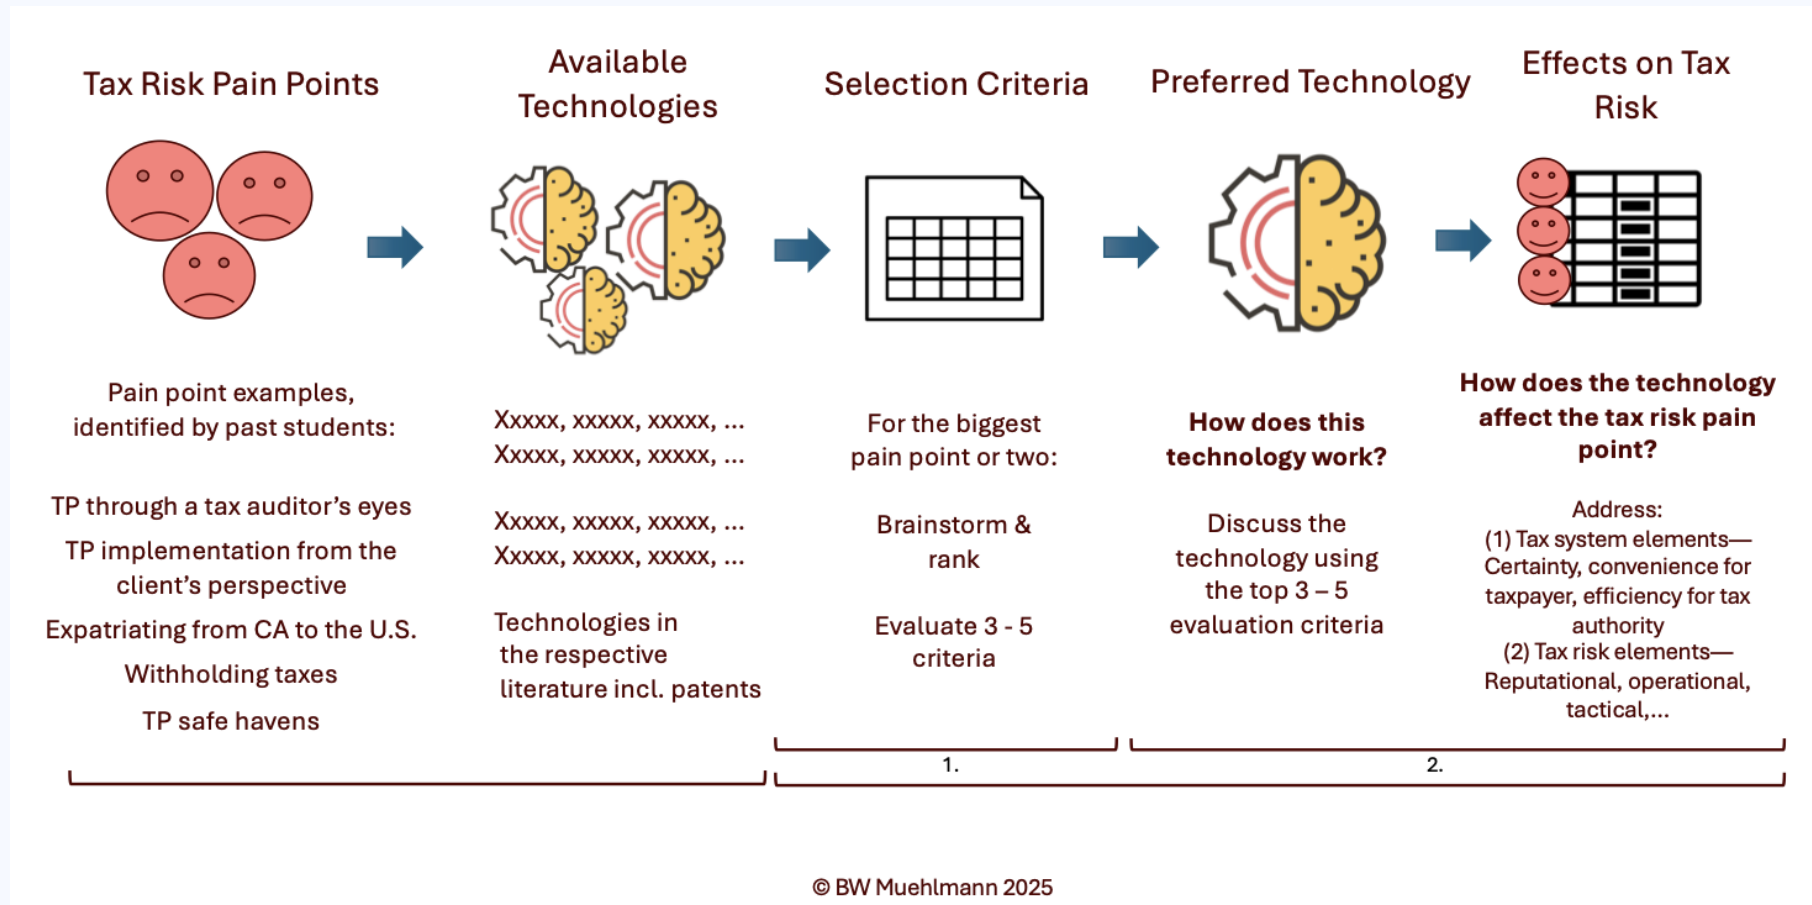 Tax Risk Pain Points
Available
Technologies
Selection Criteria
Preferred Technology
Effects on Tax
Risk
Pain point examples,
identified by past students:
TP through a tax auditor’s eyes
TP implementation from the
client’s perspective
Expatriating from CA to the U.S.
Withholding taxes
TP safe havens
Xxxxx, xxxxx, xxxxx, ...
Xxxxx, xxxxx, xxxxx, ...
Xxxxx, xxxxx, xxxxx, ...
Xxxxx, xxxxx, xxxxx, ...
Technologies in
the respective
literature incl. patents
For the biggest
pain point or two:
Brainstorm &
rank
Evaluate 3 - 5
criteria
How does this
technology work?
Discuss the
technology using
the top 3 – 5
evaluation criteria
How does the technology
affect the tax risk pain
point?
Address:
(1) Tax system elements—
Certainty, convenience for
taxpayer, efficiency for tax
authority
(2) Tax risk elements—
Reputational, operational,
tactical,...
1.
2.
© BW Muehlmann 2025